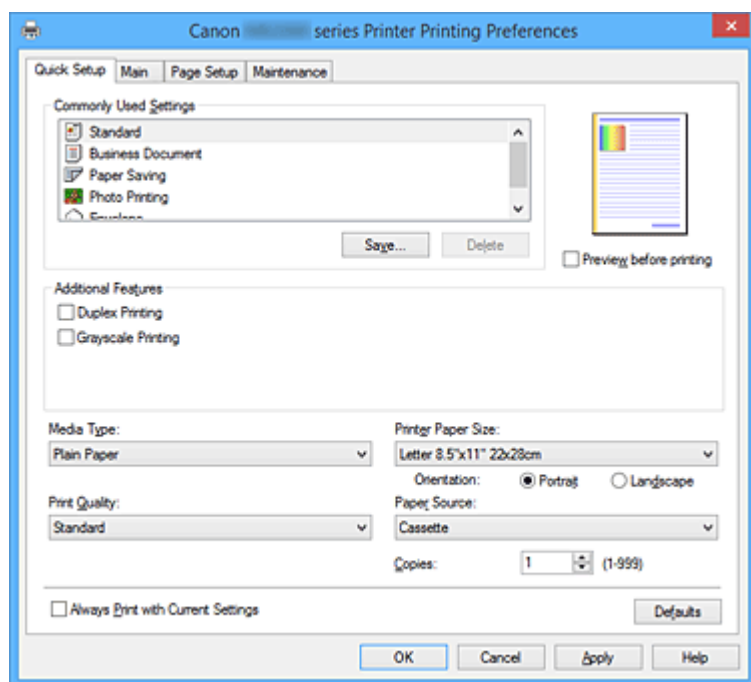 Canon series Printer Printing Preferences
Quick Setup Main Page Setup Maintenance
Commonly Used Settings
Standard
Business Document
Paper Saving
Photo Printing
Envelope
Save... Delete
Preview before printing
Additional Features
Duplex Printing
Grayscale Printing
Media Type:
Plain Paper
Printer Paper Size:
Letter 8.5"x11" 22x28cm
Orientation: Portrait Landscape
Print Quality:
Standard
Paper Source:
Cassette
Copies: 1 (1-999)
Always Print with Current Settings
Defaults
OK Cancel Apply Help